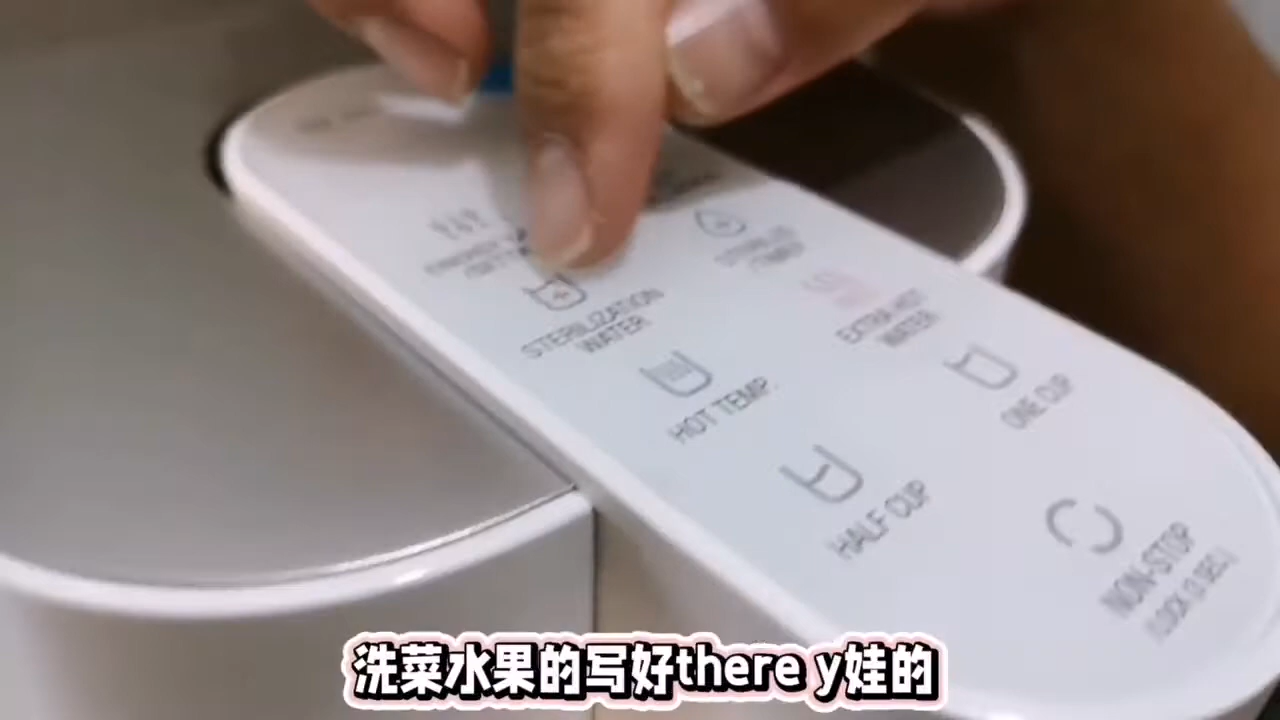 STERILIZATION
WATER
EXTRA HOT
WATER
HOT TEMP.
ONE CUP
HALF CUP
NON-STOP
洗菜水果的写好there y娃的